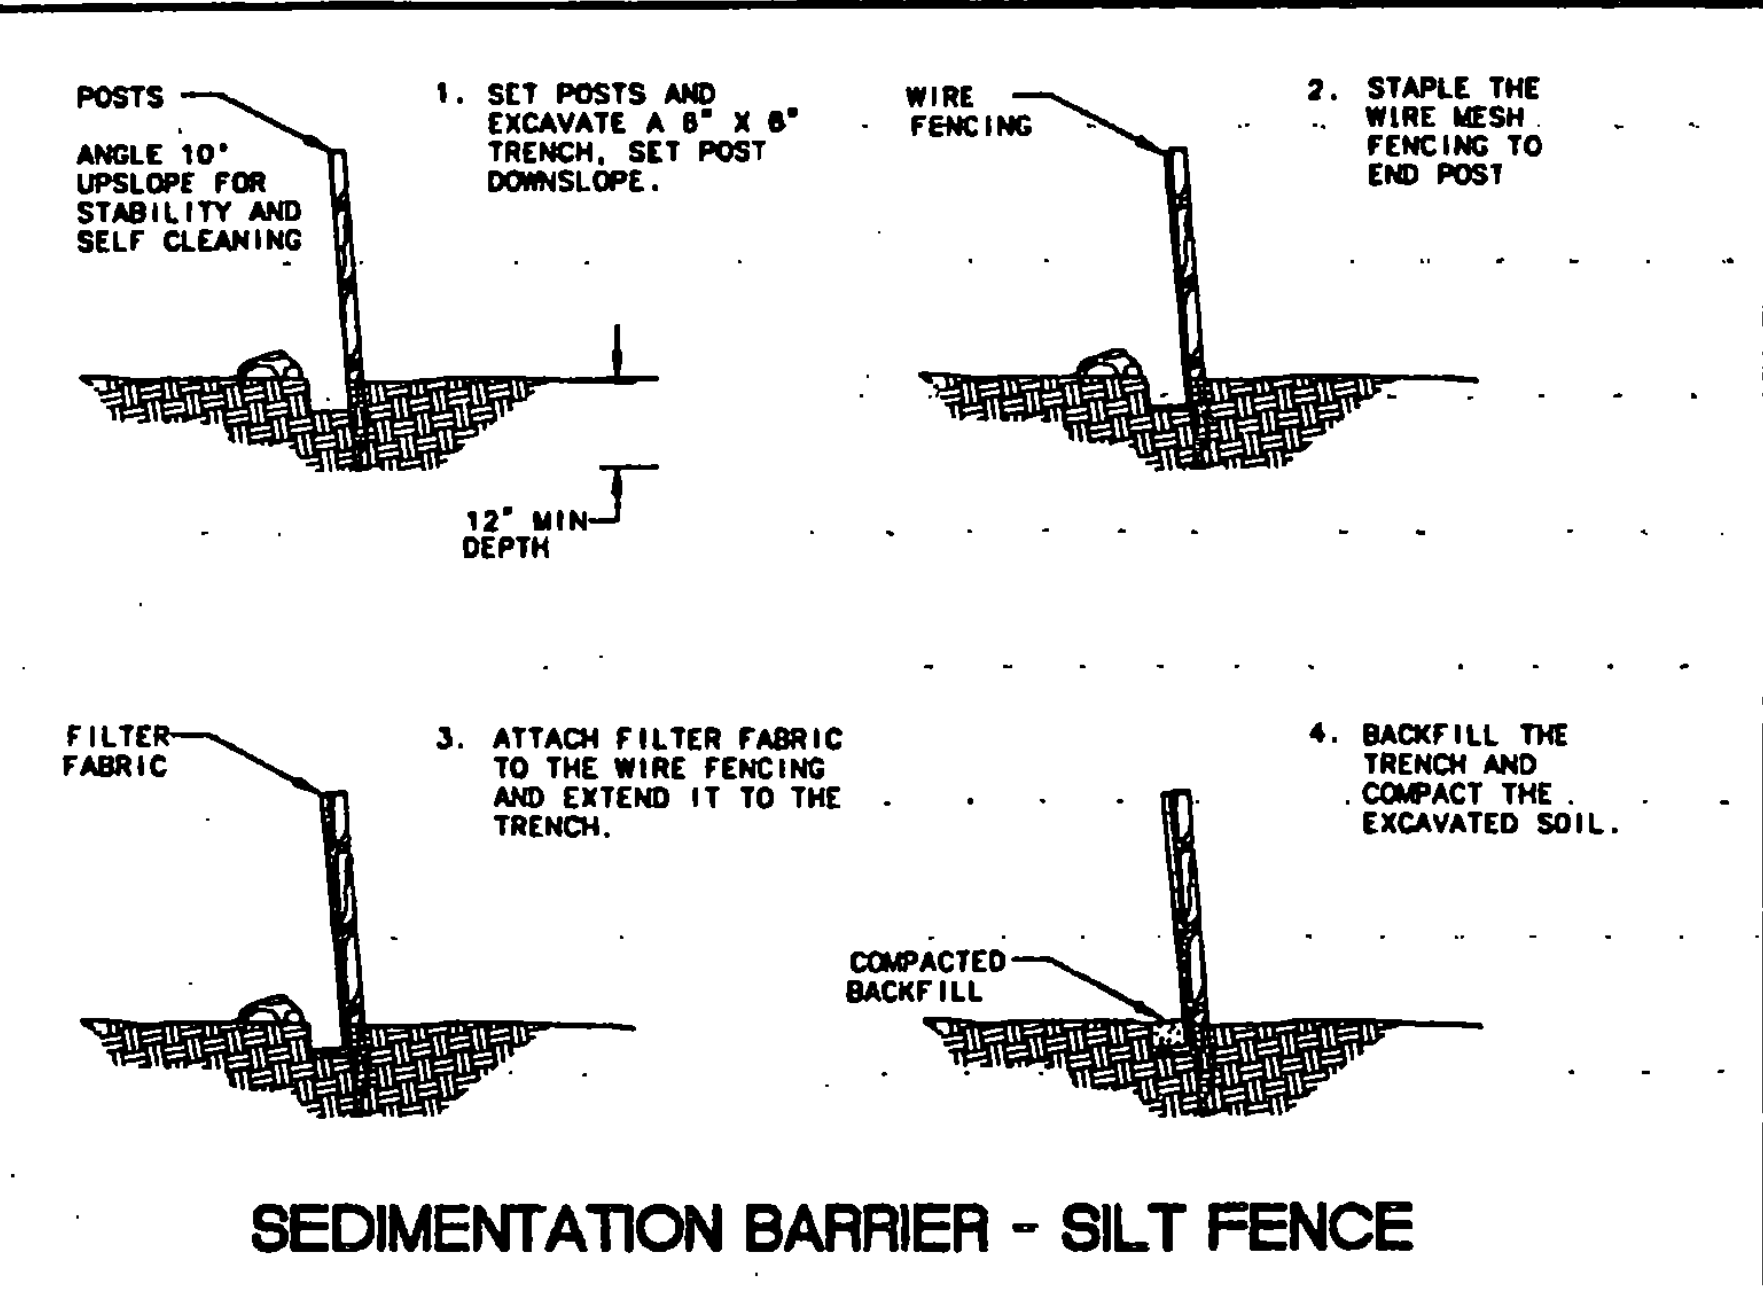 POSTS
ANGLE 10°
UPSLOPE FOR
STABILITY AND
SELF CLEANING
1. SET POSTS AND
EXCAVATE A 6" X 6"
TRENCH, SET POST
DOWNSLOPE.
12" MIN
DEPTH
WIRE
FENCING
2. STAPLE THE
WIRE MESH
FENCING TO
END POST
FILTER
FABRIC
3. ATTACH FILTER FABRIC
TO THE WIRE FENCING
AND EXTEND IT TO THE
TRENCH.
4. BACKFILL THE
TRENCH AND
COMPACT THE
EXCAVATED SOIL.
COMPACTED
BACKFILL
SEDIMENTATION BARRIER - SILT FENCE